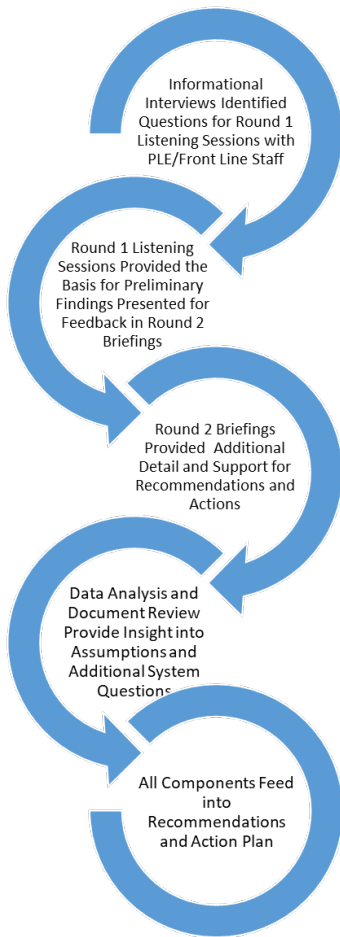 Informational
Interviews Identified
Questions for Round 1
Listening Sessions with
PLE/Front Line Staff
Round 1 Listening
Sessions Provided the
Basis for Preliminary
Findings Presented for
Feedback in Round 2
Briefings
Round 2 Briefings
Provided Additional
Detail and Support for
Recommendations and
Actions
Data Analysis and
Document Review
Provide Insight into
Assumptions and
Additional System
Questions
All Components Feed
into
Recommendations
and Action Plan